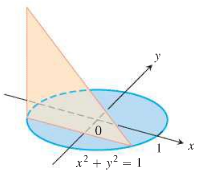 y
0
1
x
x² + y² = 1